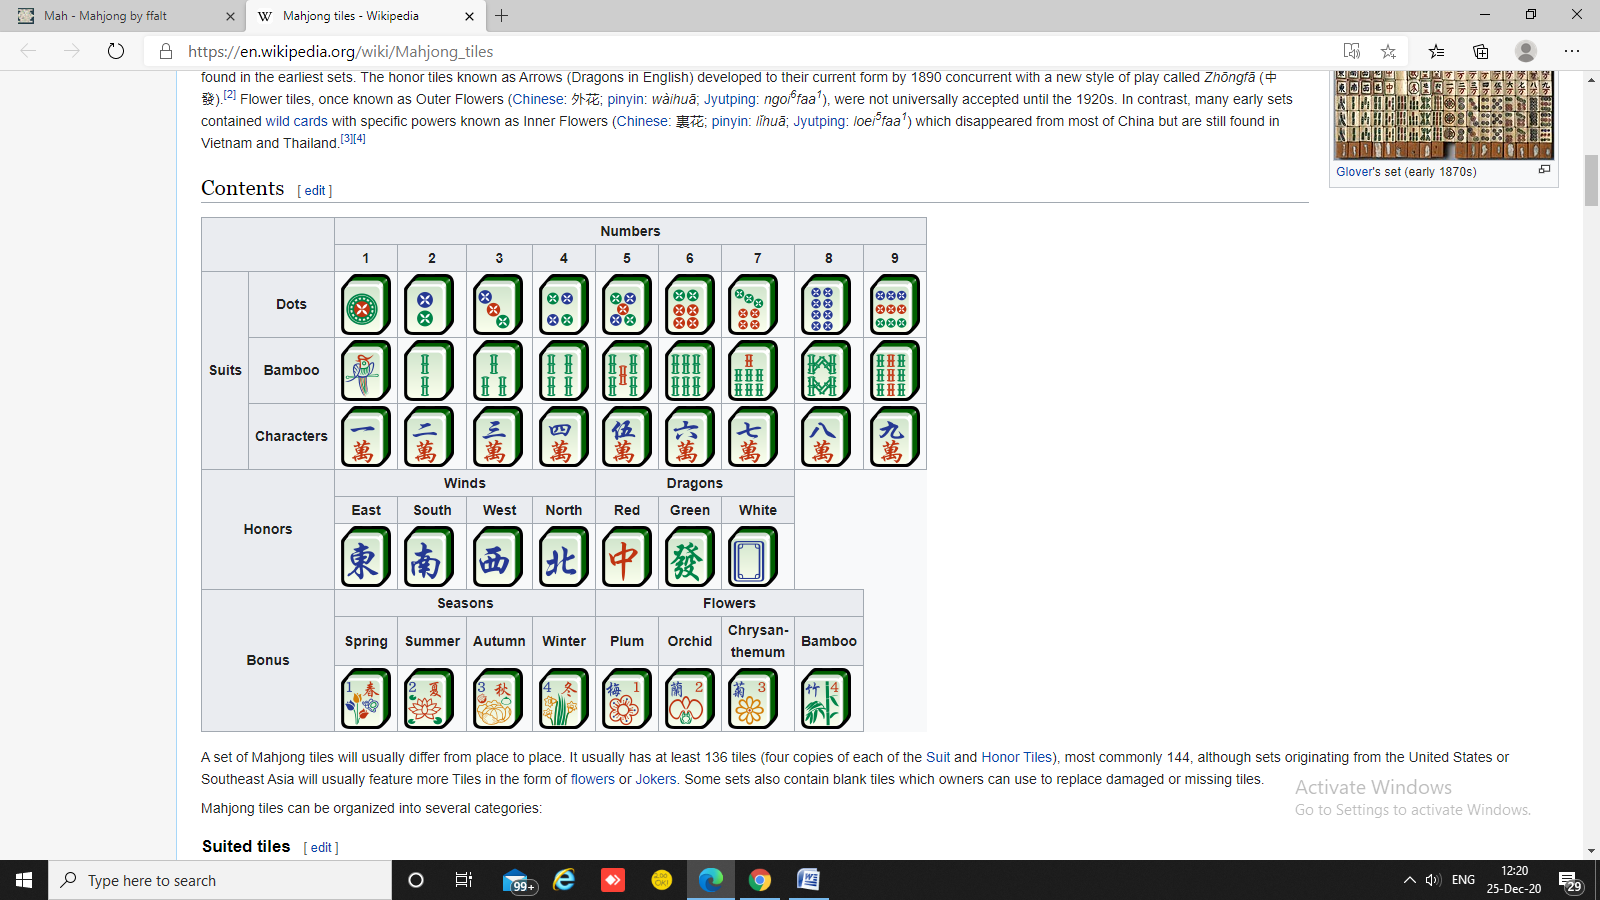 Mah - Mahjong by ffalt
Mahjong tiles - Wikipedia
https://en.wikipedia.org/wiki/Mahjong_tiles
found in the earliest sets. The honor tiles known as Arrows (Dragons in English) developed to their current form by 1890 concurrent with a new style of play called Zhōngfā (中
發).[2] Flower tiles, once known as Outer Flowers (Chinese: 外花; pinyin: wàihuā; Jyutping: ngoi6faa1), were not universally accepted until the 1920s. In contrast, many early sets
contained wild cards with specific powers known as Inner Flowers (Chinese: 裏花; pinyin: lǐhuā; Jyutping: loei5faa1) which disappeared from most of China but are still found in
Vietnam and Thailand.[3][4]
Glover's set (early 1870s)
Contents [ edit ]
Numbers
1 2 3 4 5 6 7 8 9
Dots
Suits Bamboo
Characters
一 二 三 四 伍 六 七 八 九
萬 萬 萬 萬 萬 萬 萬 萬 萬
Winds Dragons
East South West North Red Green White
Honors
東 南 西 北 中 發
Seasons Flowers
Spring Summer Autumn Winter Plum Orchid Chrysan-
themum Bamboo
Bonus
1 春 2 夏 3 秋 4 冬 梅 1 蘭 2 菊 3 竹 4
A set of Mahjong tiles will usually differ from place to place. It usually has at least 136 tiles (four copies of each of the Suit and Honor Tiles), most commonly 144, although sets originating from the United States or
Southeast Asia will usually feature more Tiles in the form of flowers or Jokers. Some sets also contain blank tiles which owners can use to replace damaged or missing tiles.
Mahjong tiles can be organized into several categories:
Suited tiles [ edit ]
Activate Windows
Go to Settings to activate Windows.
Type here to search
99+
ENG
12:20
25-Dec-20
29